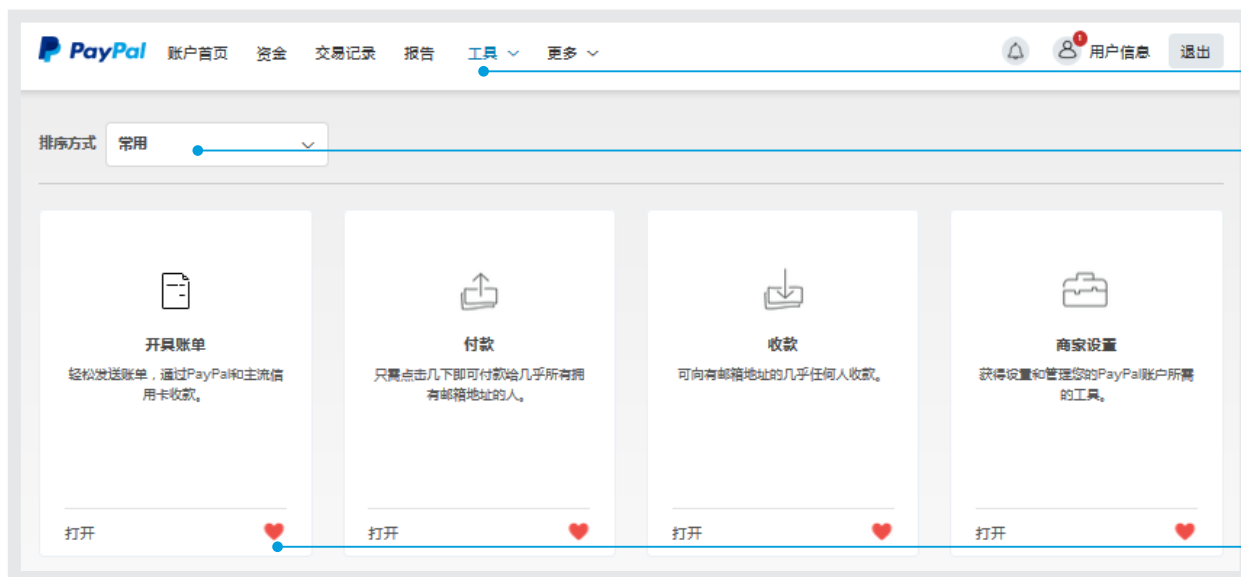 PayPal 账户首页 资金 交易记录 报告 工具 更多 1 用户信息 退出
排序方式 常用
开具账单
轻松发送账单，通过PayPal和主流信
用卡收款。
打开
付款
只需点击几下即可付款给几乎所有拥
有邮箱地址的人。
打开
收款
可向有邮箱地址的几乎任何人收款。
打开
商家设置
获得设置和管理您的PayPal账户所需
的工具。
打开